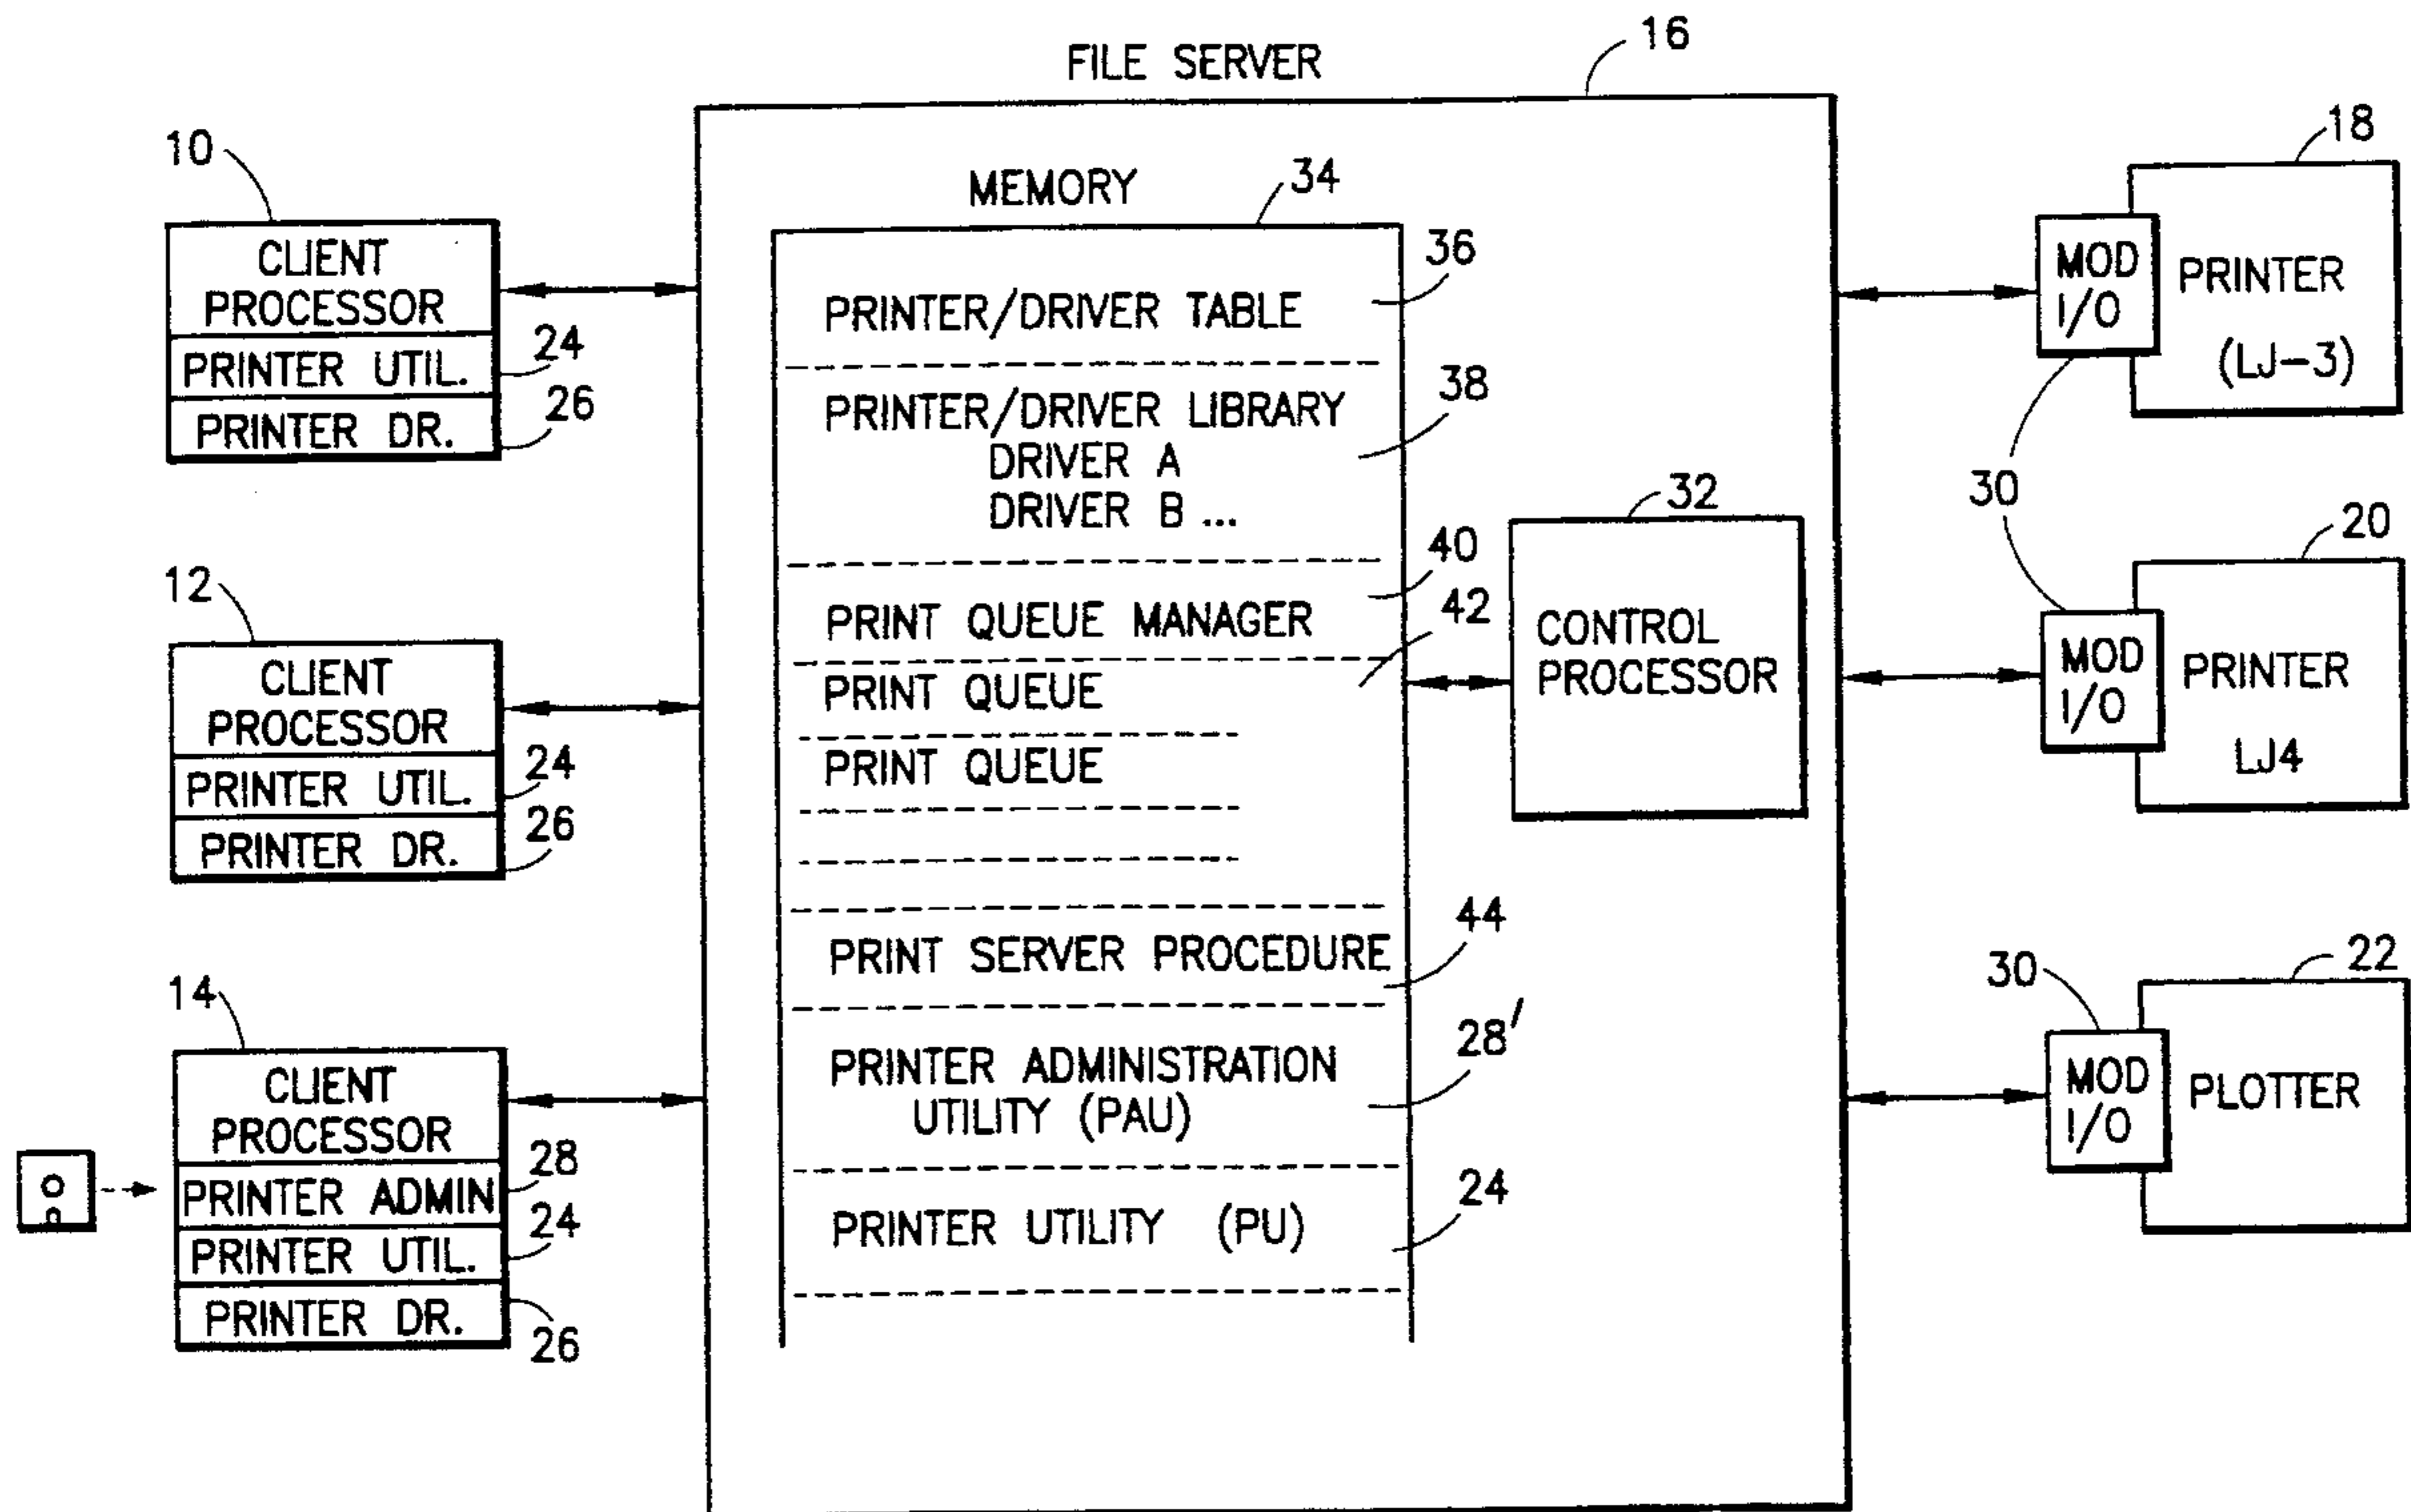 FILE SERVER
16
10
CLIENT
PROCESSOR
PRINTER UTIL.
24
PRINTER DR.
26
12
CLIENT
PROCESSOR
PRINTER UTIL.
24
PRINTER DR.
26
14
CLIENT
PROCESSOR
PRINTER ADMIN
28
PRINTER UTIL.
24
PRINTER DR.
26
MEMORY
34
PRINTER/DRIVER TABLE
36
PRINTER/DRIVER LIBRARY
38
DRIVER A
DRIVER B ...
PRINT QUEUE MANAGER
40
PRINT QUEUE
42
PRINT QUEUE
PRINT SERVER PROCEDURE
44
PRINTER ADMINISTRATION
UTILITY (PAU)
28'
PRINTER UTILITY (PU)
24
32
CONTROL
PROCESSOR
18
MOD
I/O
PRINTER
(LJ-3)
30
20
MOD
I/O
PRINTER
LJ4
30
22
MOD
I/O
PLOTTER